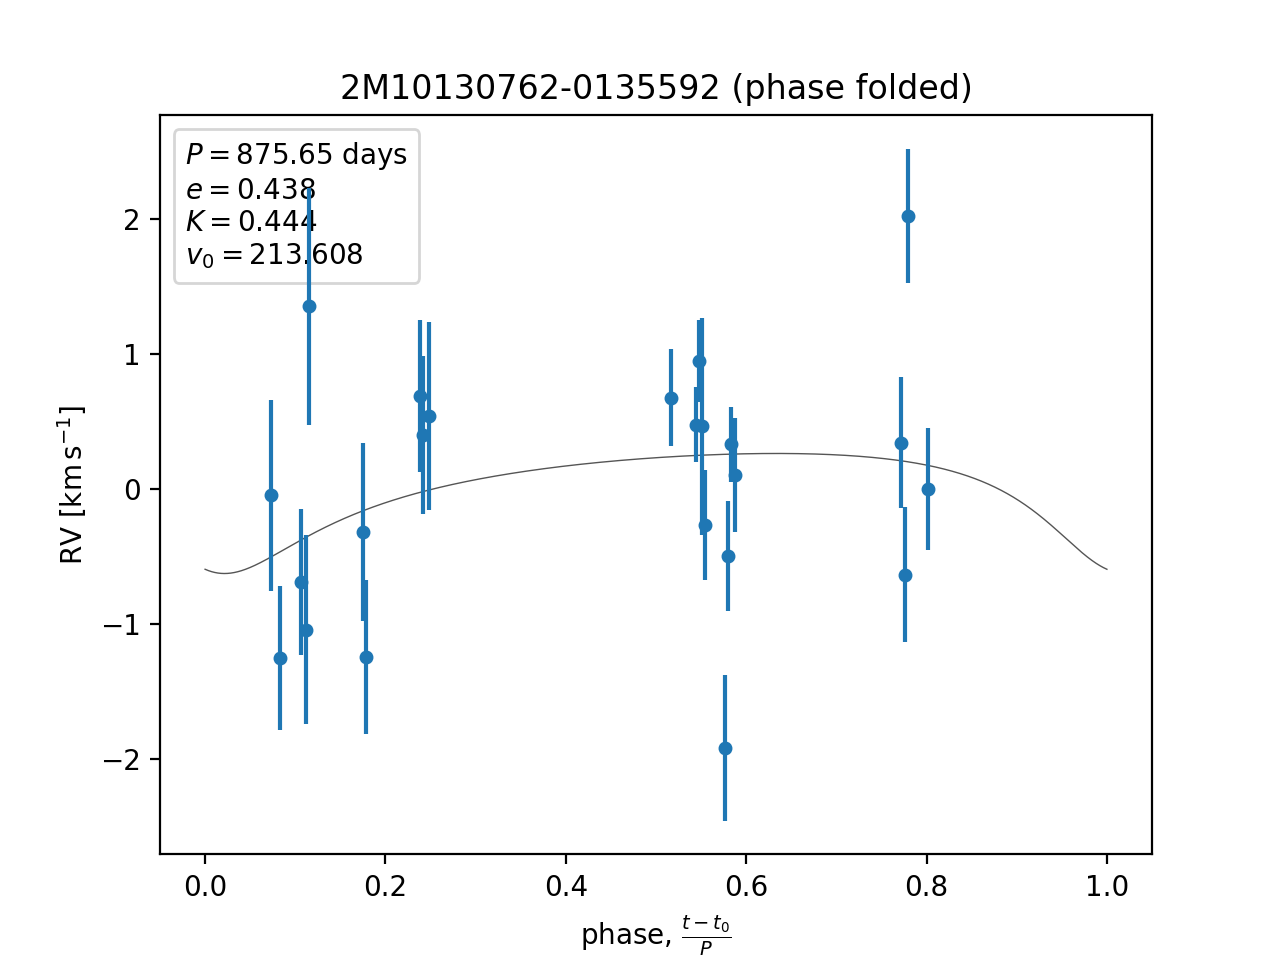 2M10130762-0135592 (phase folded)
P = 875.65 days
e = 0.438
K = 0.444
v₀ = 213.608
RV [km s⁻¹]
2
1
0
−1
−2
0.0 0.2 0.4 0.6 0.8 1.0
phase, (t − t₀)/P